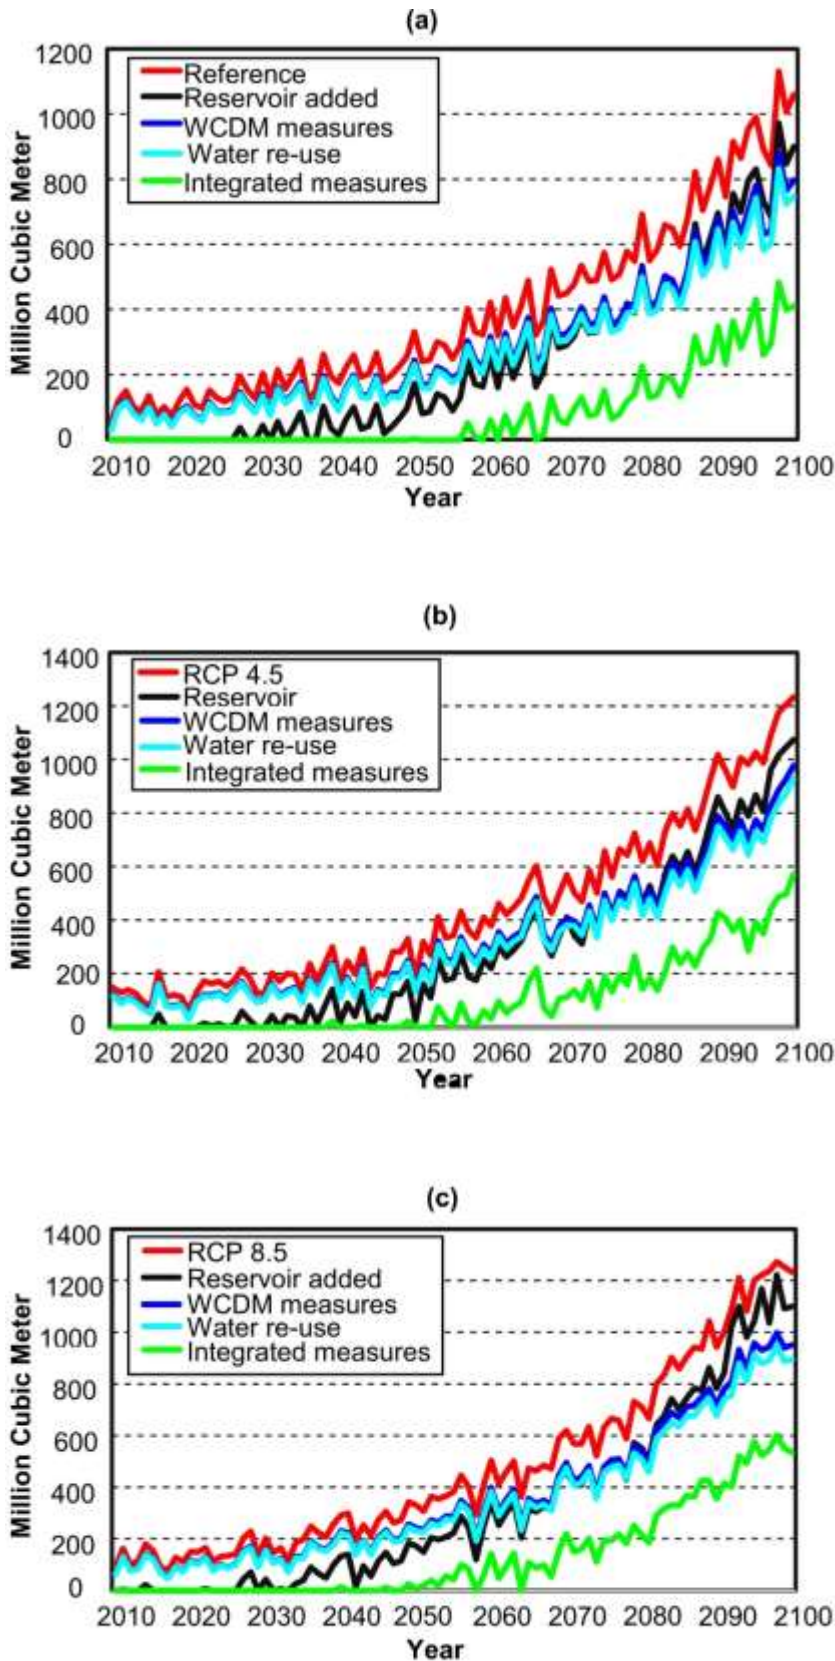 (a)
1200
1000
800
600
400
200
0
Million Cubic Meter
Reference
Reservoir added
WCDM measures
Water re-use
Integrated measures
2010 2020 2030 2040 2050 2060 2070 2080 2090 2100
Year
(b)
1400
1200
1000
800
600
400
200
0
Million Cubic Meter
RCP 4.5
Reservoir
WCDM measures
Water re-use
Integrated measures
2010 2020 2030 2040 2050 2060 2070 2080 2090 2100
Year
(c)
1400
1200
1000
800
600
400
200
0
Million Cubic Meter
RCP 8.5
Reservoir added
WCDM measures
Water re-use
Integrated measures
2010 2020 2030 2040 2050 2060 2070 2080 2090 2100
Year